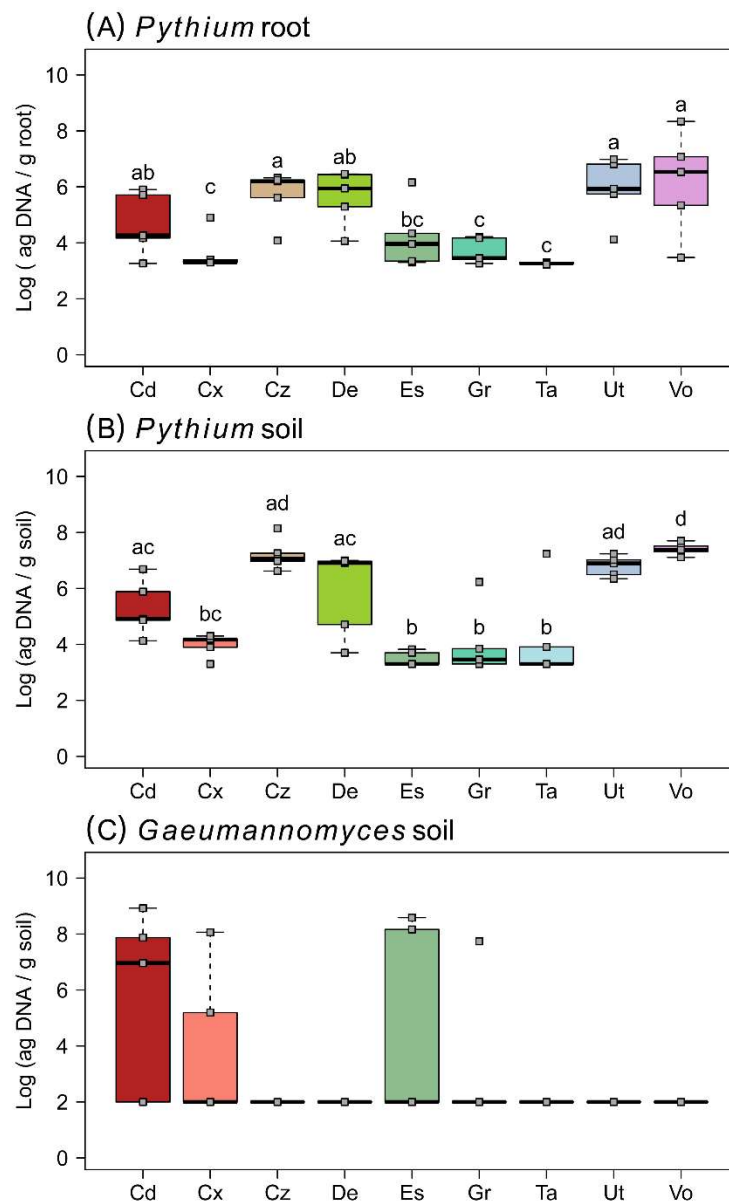 (A) Pythium root
Log ( ag DNA / g root)
10
8
6
4
2
0
ab c a ab bc c c a a
Cd Cx Cz De Es Gr Ta Ut Vo
(B) Pythium soil
Log (ag DNA / g soil)
10
8
6
4
2
0
ac bc ad ac b b b ad d
Cd Cx Cz De Es Gr Ta Ut Vo
(C) Gaeumannomyces soil
Log (ag DNA / g soil)
10
8
6
4
2
0
Cd Cx Cz De Es Gr Ta Ut Vo